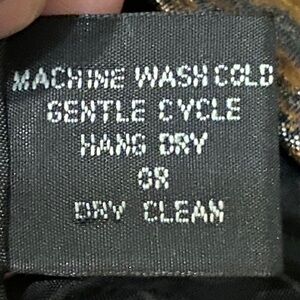 MACHINE WASH COLD
GENTLE CYCLE
HANG DRY
OR
DRY CLEAN